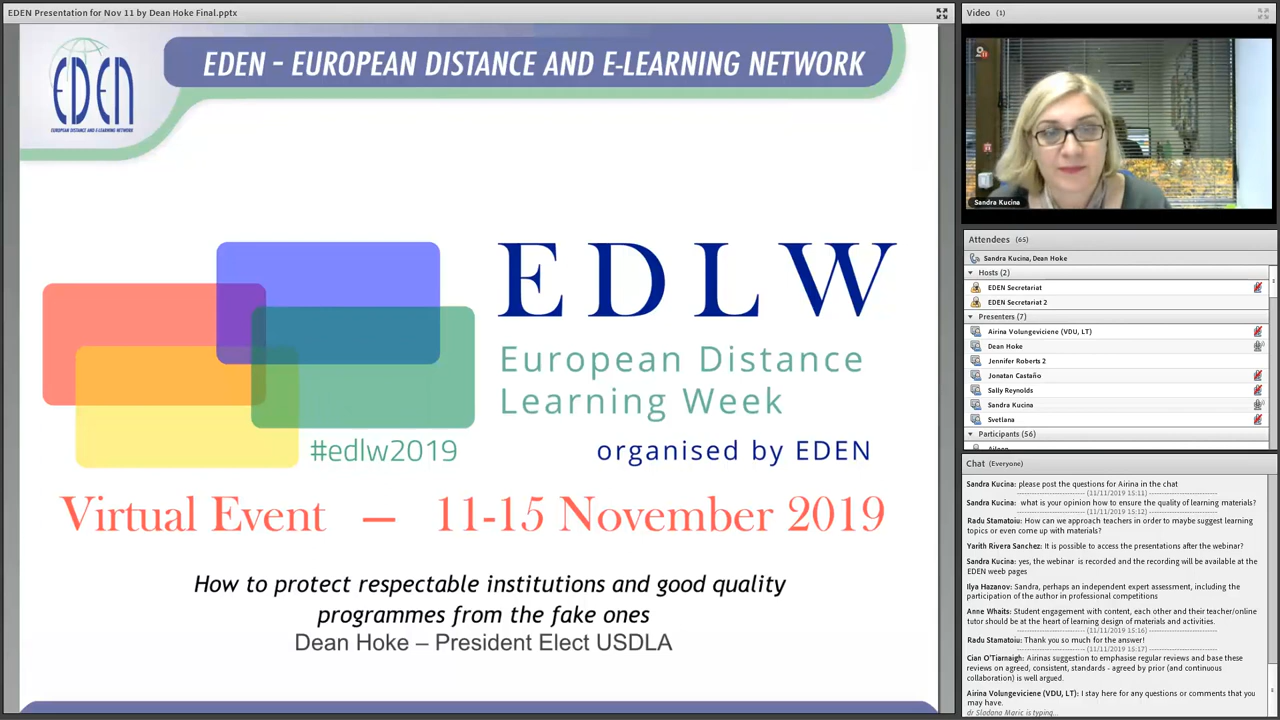 EDEN Presentation for Nov 11 by Dean Hoke Final.pptx
EDEN
EUROPEAN DISTANCE AND E-LEARNING NETWORK
EDEN - EUROPEAN DISTANCE AND E-LEARNING NETWORK
EDLW
European Distance
Learning Week
#edlw2019
organised by EDEN
Virtual Event — 11-15 November 2019
How to protect respectable institutions and good quality
programmes from the fake ones
Dean Hoke – President Elect USDLA
Video (1)
Sandra Kucina
Attendees (65)
Sandra Kucina, Dean Hoke
Hosts (2)
EDEN Secretariat
EDEN Secretariat 2
Presenters (7)
Airina Volungeviciene (VDU, LT)
Dean Hoke
Jennifer Roberts 2
Jonatan Castaño
Sally Reynolds
Sandra Kucina
Svetlana
Participants (56)
Aileen
Chat (Everyone)
Sandra Kucina: please post the questions for Airina in the chat
(11/11/2019 15:11)
Sandra Kucina: what is your opinion how to ensure the quality of learning materials?
(11/11/2019 15:12)
Radu Stamatoiu: How can we approach teachers in order to maybe suggest learning
topics or even come up with materials?
Yarith Rivera Sanchez: It is possible to access the presentations after the webinar?
Sandra Kucina: yes, the webinar is recorded and the recording will be available at the
EDEN weeb pages
Ilya Hazanov: Sandra, perhaps an independent expert assessment, including the
participation of the author in professional competitions
Anne Whaits: Student engagement with content, each other and their teacher/online
tutor should be at the heart of learning design of materials and activities.
(11/11/2019 15:16)
Radu Stamatoiu: Thank you so much for the answer!
(11/11/2019 15:17)
Cian O'Tiarnaigh: Airinas suggestion to emphasise regular reviews and base these
reviews on agreed, consistent, standards - agreed by prior (and continuous
collaboration) is well argued.
Airina Volungeviciene (VDU, LT): I stay here for any questions or comments that you
may have.
dr Sladana Maric is typing...